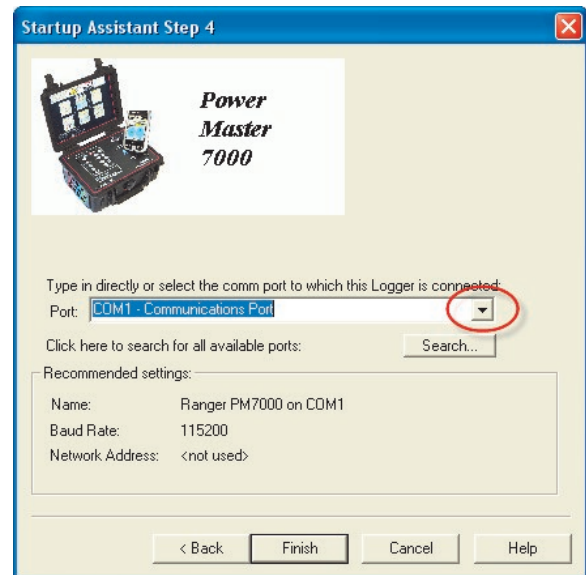 Startup Assistant Step 4
Power
Master
7000
Type in directly or select the comm port to which this Logger is connected:
Port: COM1 - Communications Port
Click here to search for all available ports: Search...
Recommended settings:
Name: Ranger PM7000 on COM1
Baud Rate: 115200
Network Address: <not used>
< Back Finish Cancel Help